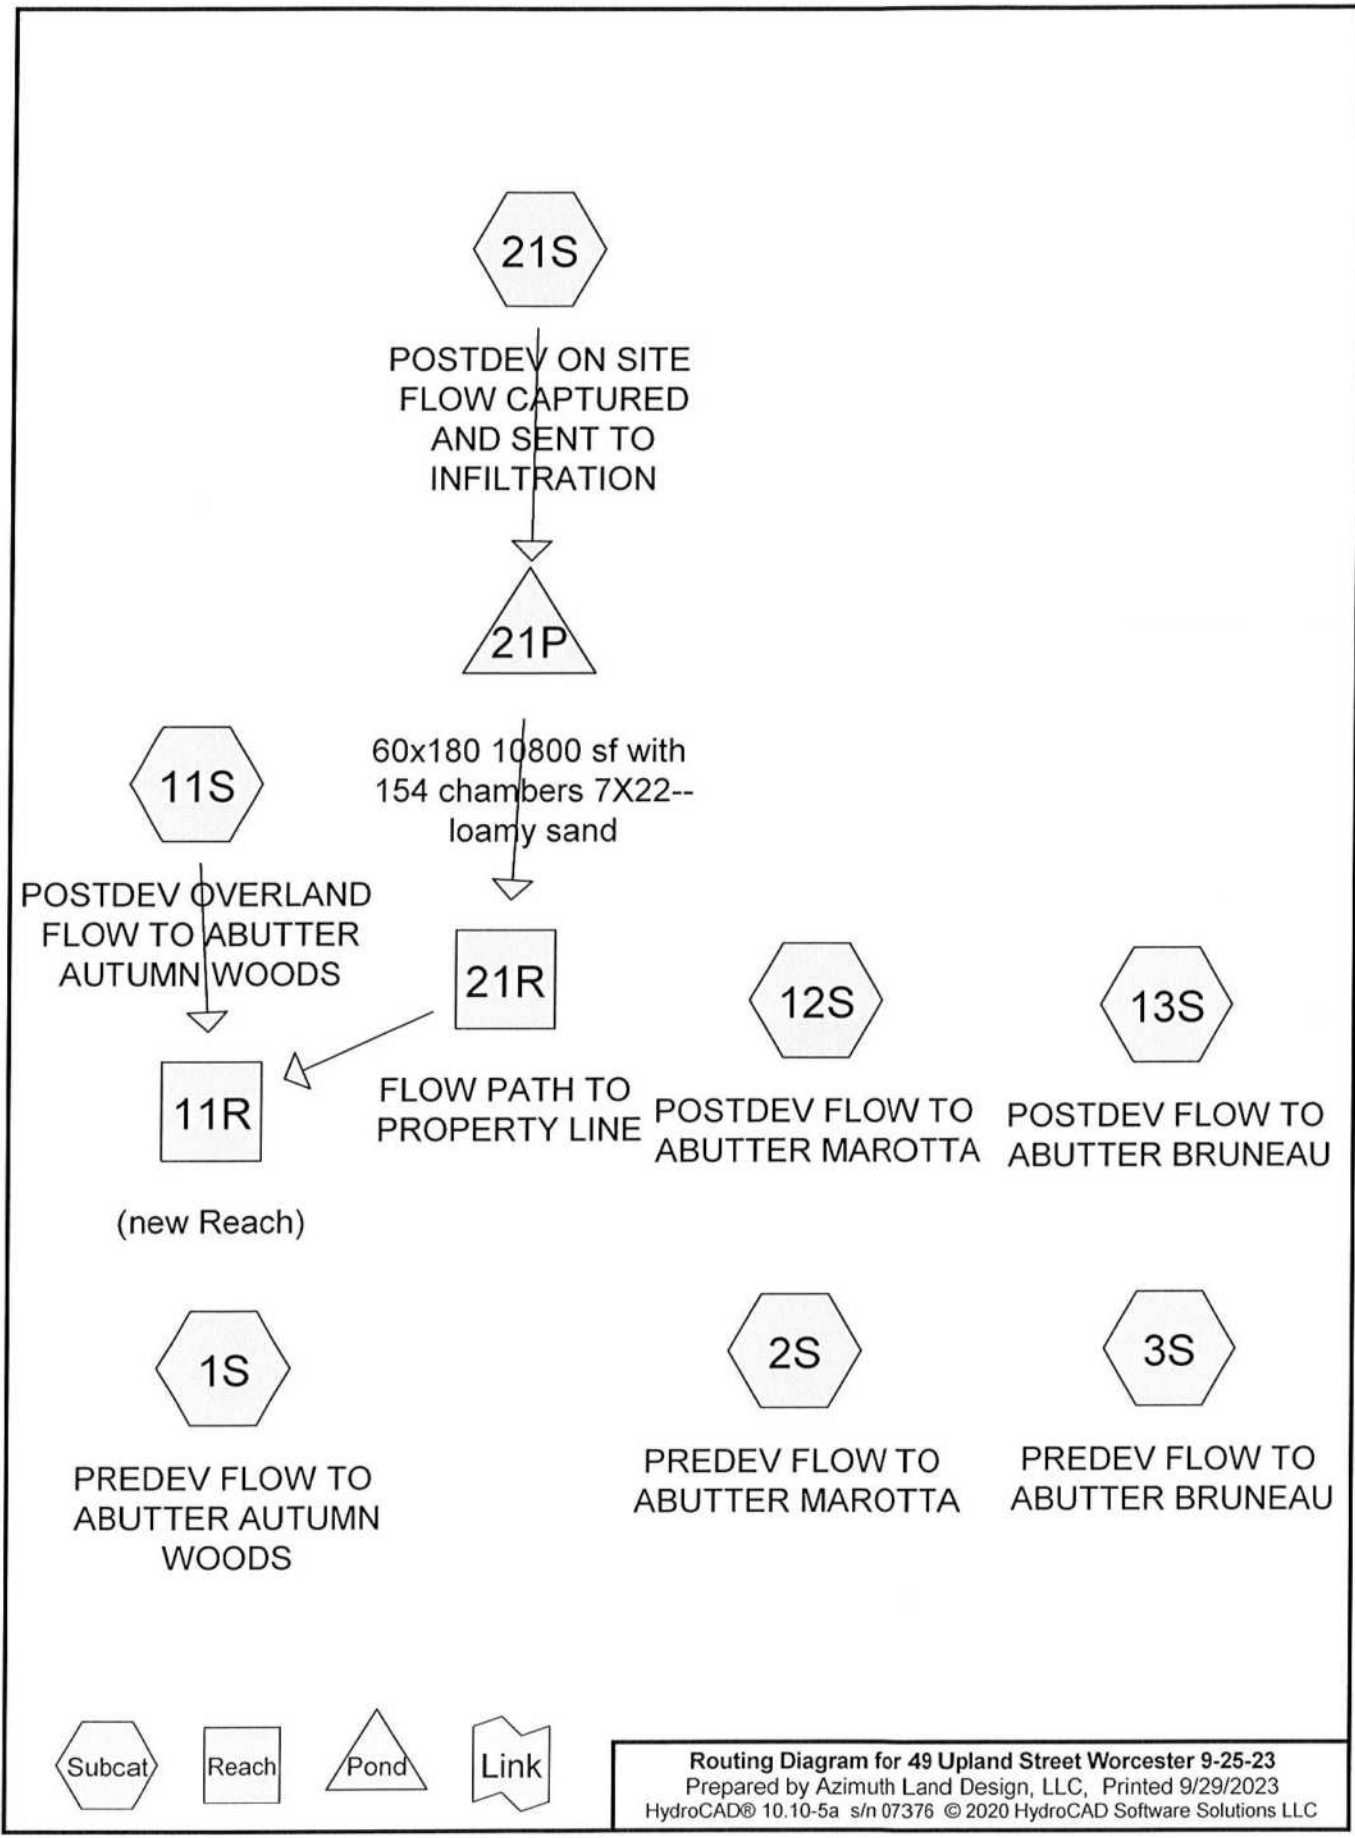 21S
POSTDEV ON SITE
FLOW CAPTURED
AND SENT TO
INFILTRATION
21P
60x180 10800 sf with
154 chambers 7X22--
loamy sand
11S
POSTDEV OVERLAND
FLOW TO ABUTTER
AUTUMN WOODS
21R
FLOW PATH TO
PROPERTY LINE
11R
(new Reach)
12S
POSTDEV FLOW TO
ABUTTER MAROTTA
13S
POSTDEV FLOW TO
ABUTTER BRUNEAU
1S
PREDEV FLOW TO
ABUTTER AUTUMN
WOODS
2S
PREDEV FLOW TO
ABUTTER MAROTTA
3S
PREDEV FLOW TO
ABUTTER BRUNEAU
Subcat
Reach
Pond
Link
Routing Diagram for 49 Upland Street Worcester 9-25-23
Prepared by Azimuth Land Design, LLC, Printed 9/29/2023
HydroCAD® 10.10-5a s/n 07376 © 2020 HydroCAD Software Solutions LLC